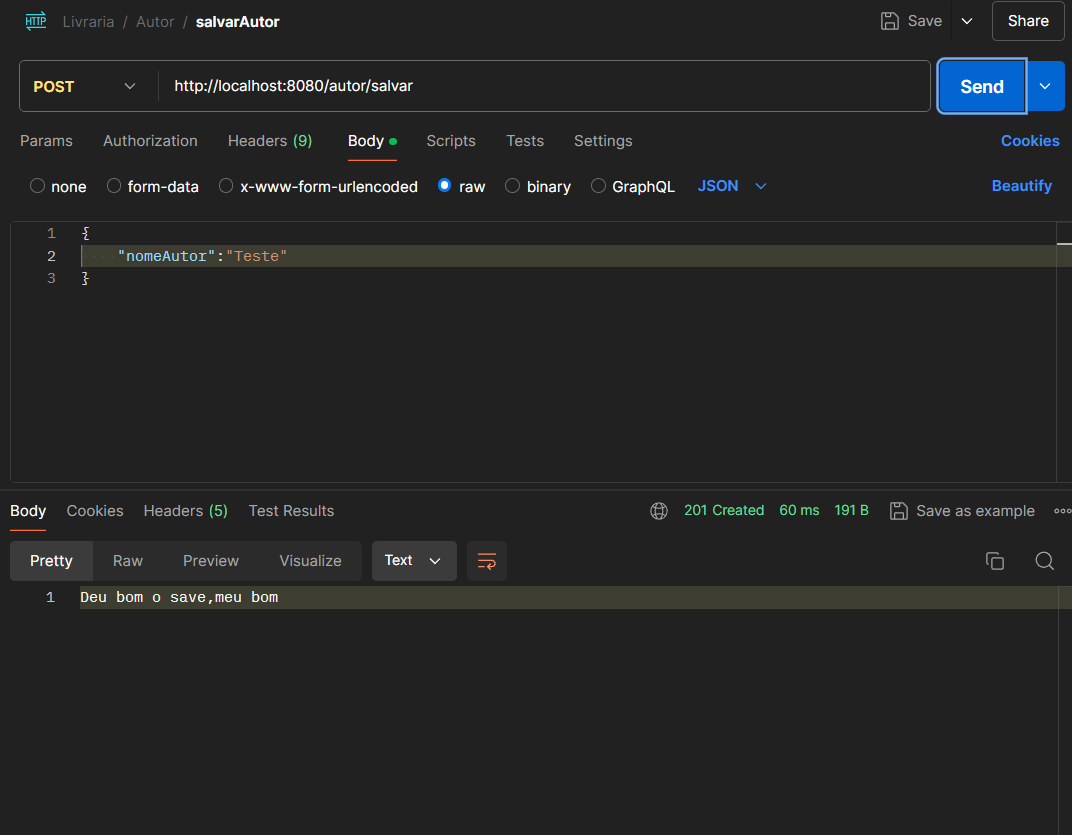 HTTP Livraria / Autor / salvarAutor Save Share
POST http://localhost:8080/autor/salvar Send
Params Authorization Headers (9) Body Scripts Tests Settings Cookies
none form-data x-www-form-urlencoded raw binary GraphQL JSON Beautify
1 {
2 "nomeAutor":"Teste"
3 }
Body Cookies Headers (5) Test Results 201 Created 60 ms 191 B Save as example
Pretty Raw Preview Visualize Text
1 Deu bom o save,meu bom